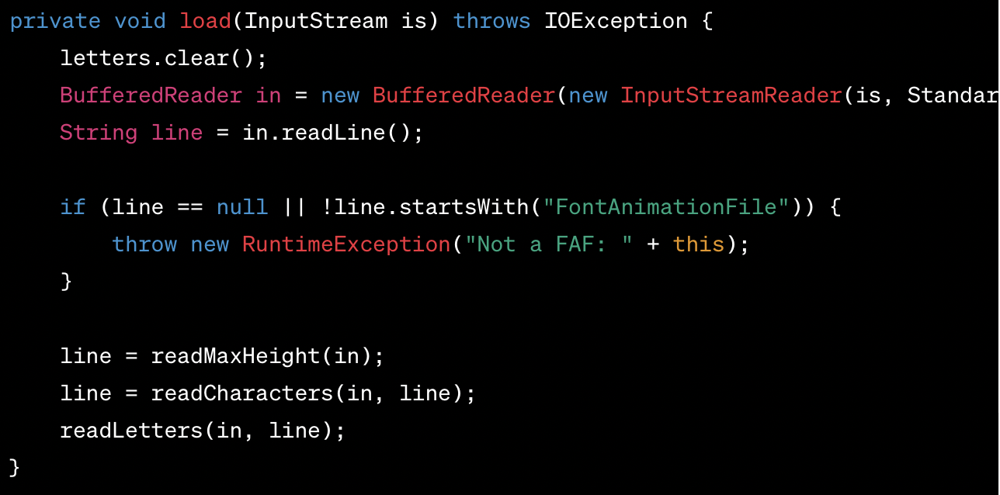 private void load(InputStream is) throws IOException {
    letters.clear();
    BufferedReader in = new BufferedReader(new InputStreamReader(is, Standar
    String line = in.readLine();

    if (line == null || !line.startsWith("FontAnimationFile")) {
        throw new RuntimeException("Not a FAF: " + this);
    }

    line = readMaxHeight(in);
    line = readCharacters(in, line);
    readLetters(in, line);
}